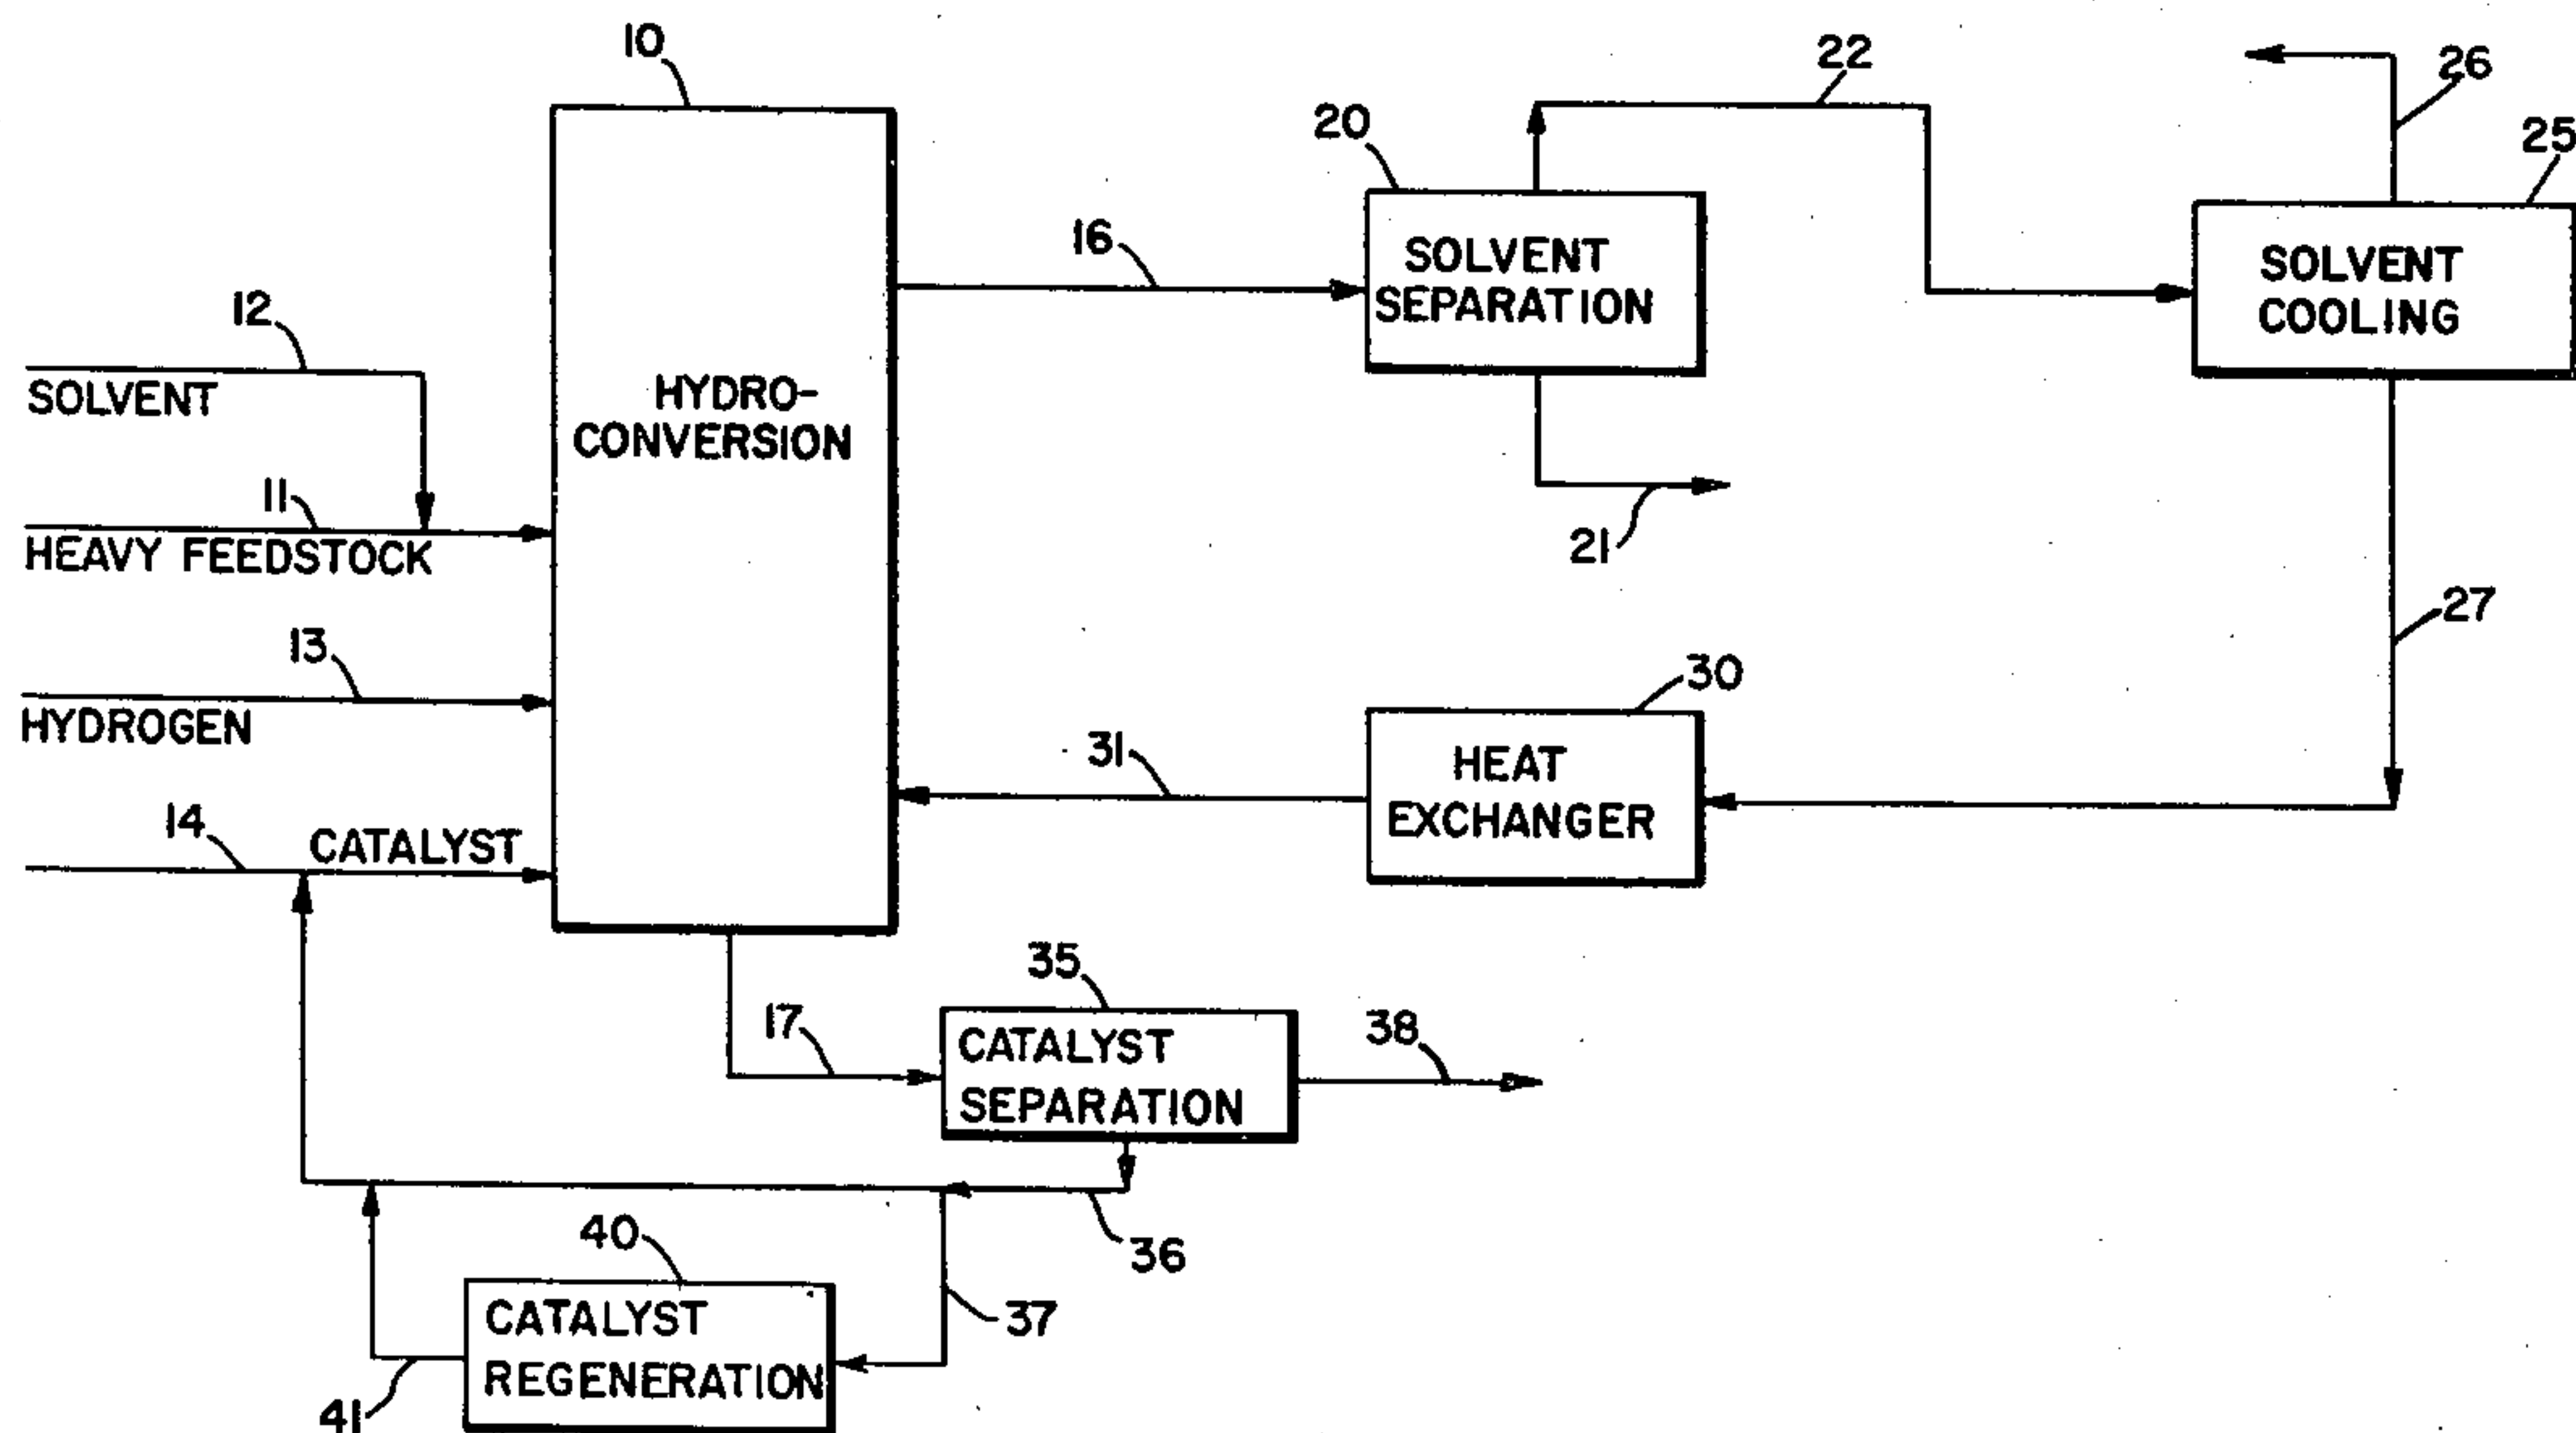 10
22
26
20
25
16
SOLVENT
SEPARATION
SOLVENT
COOLING
12
SOLVENT
HYDRO-
CONVERSION
11
HEAVY FEEDSTOCK
21
27
13
HYDROGEN
30
31
HEAT
EXCHANGER
14
CATALYST
35
17
CATALYST
SEPARATION
38
36
40
37
CATALYST
REGENERATION
41